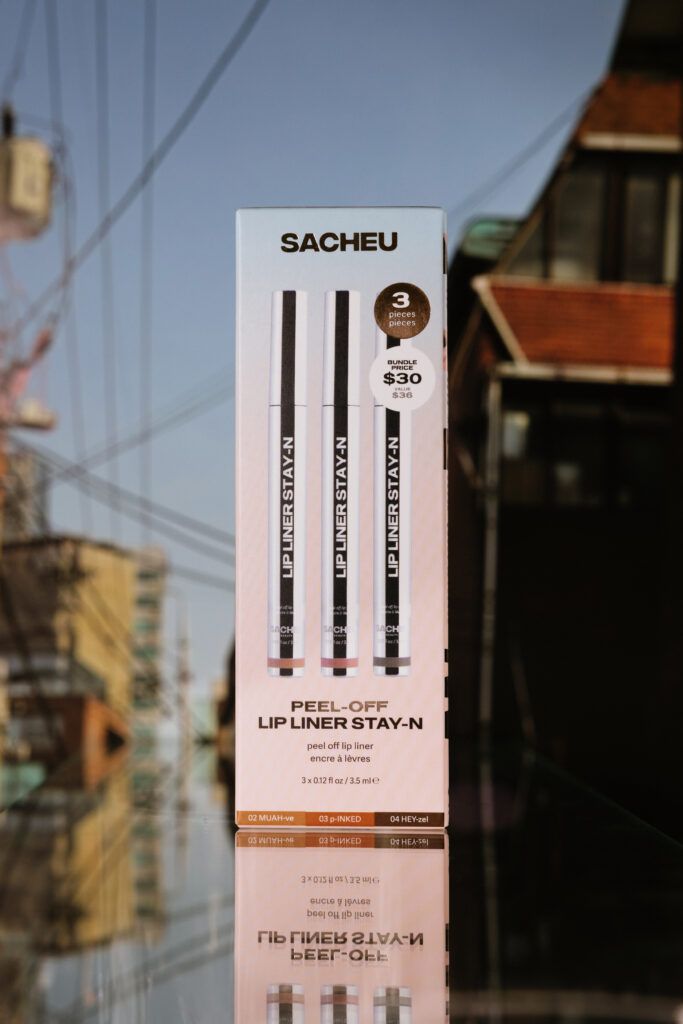 SACHEU
3
pieces
pièces
BUNDLE
PRICE
$30
VALUE
$36
LIP LINER STAY-N
LIP LINER STAY-N
LIP LINER STAY-N
SACHEU
SACHEU
PEEL-OFF
LIP LINER STAY-N
peel off lip liner
encre à lèvres
3 x 0.12 fl oz / 3.5 ml ℮
02 MUAH-ve 03 p-INKED 04 HEY-zel